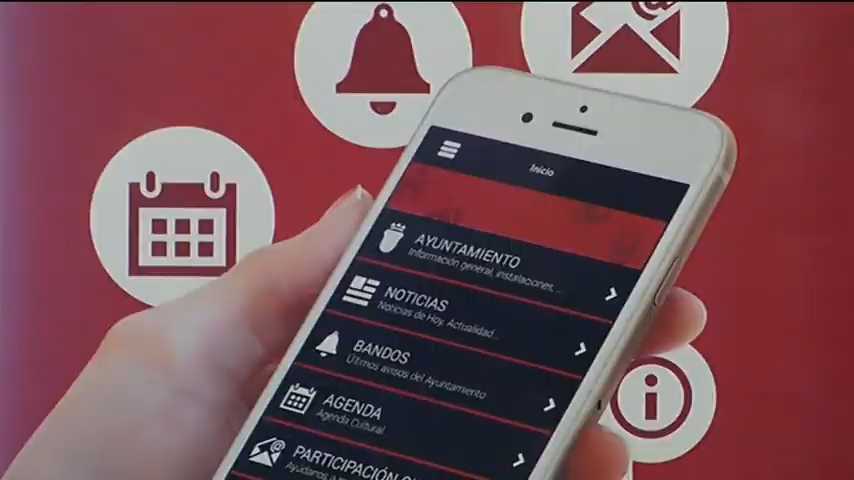 Inicio
AYUNTAMIENTO
Información general, instalaciones,...
NOTICIAS
Noticias de Hoy, Actualidad...
BANDOS
Últimos avisos del Ayuntamiento
AGENDA
Agenda Cultural
PARTICIPACIÓN
Ayúdanos a